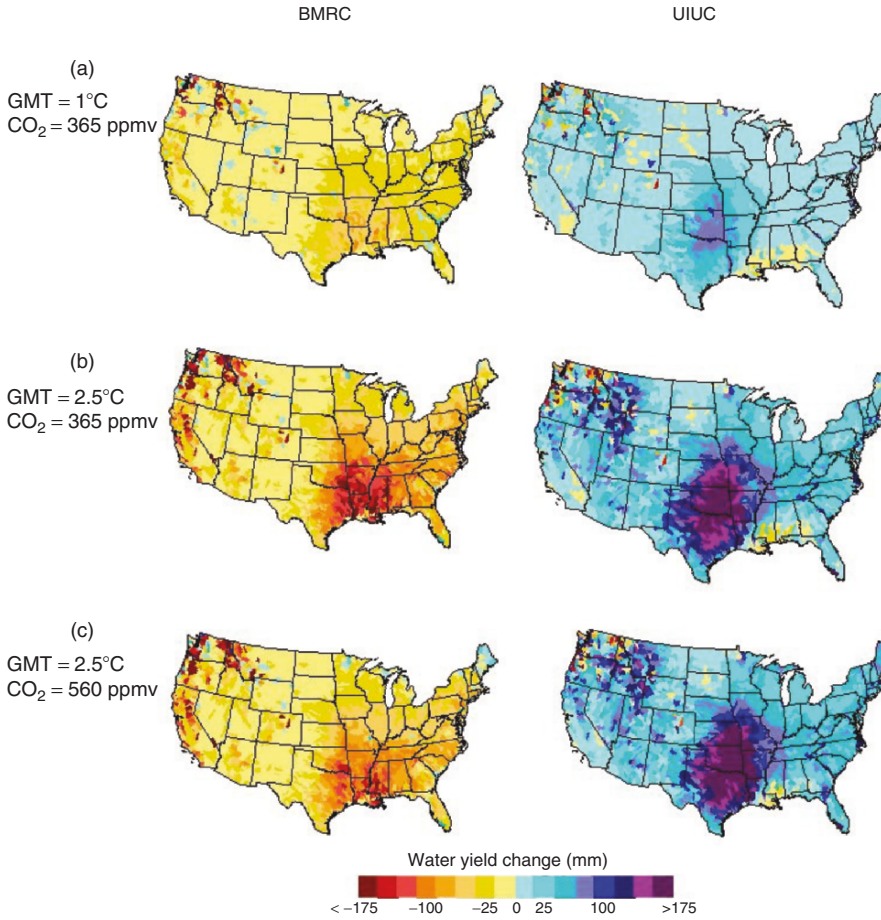 BMRC
UIUC
(a)
GMT = 1°C
CO₂ = 365 ppmv
(b)
GMT = 2.5°C
CO₂ = 365 ppmv
(c)
GMT = 2.5°C
CO₂ = 560 ppmv
Water yield change (mm)
< −175 −100 −25 0 25 100 >175